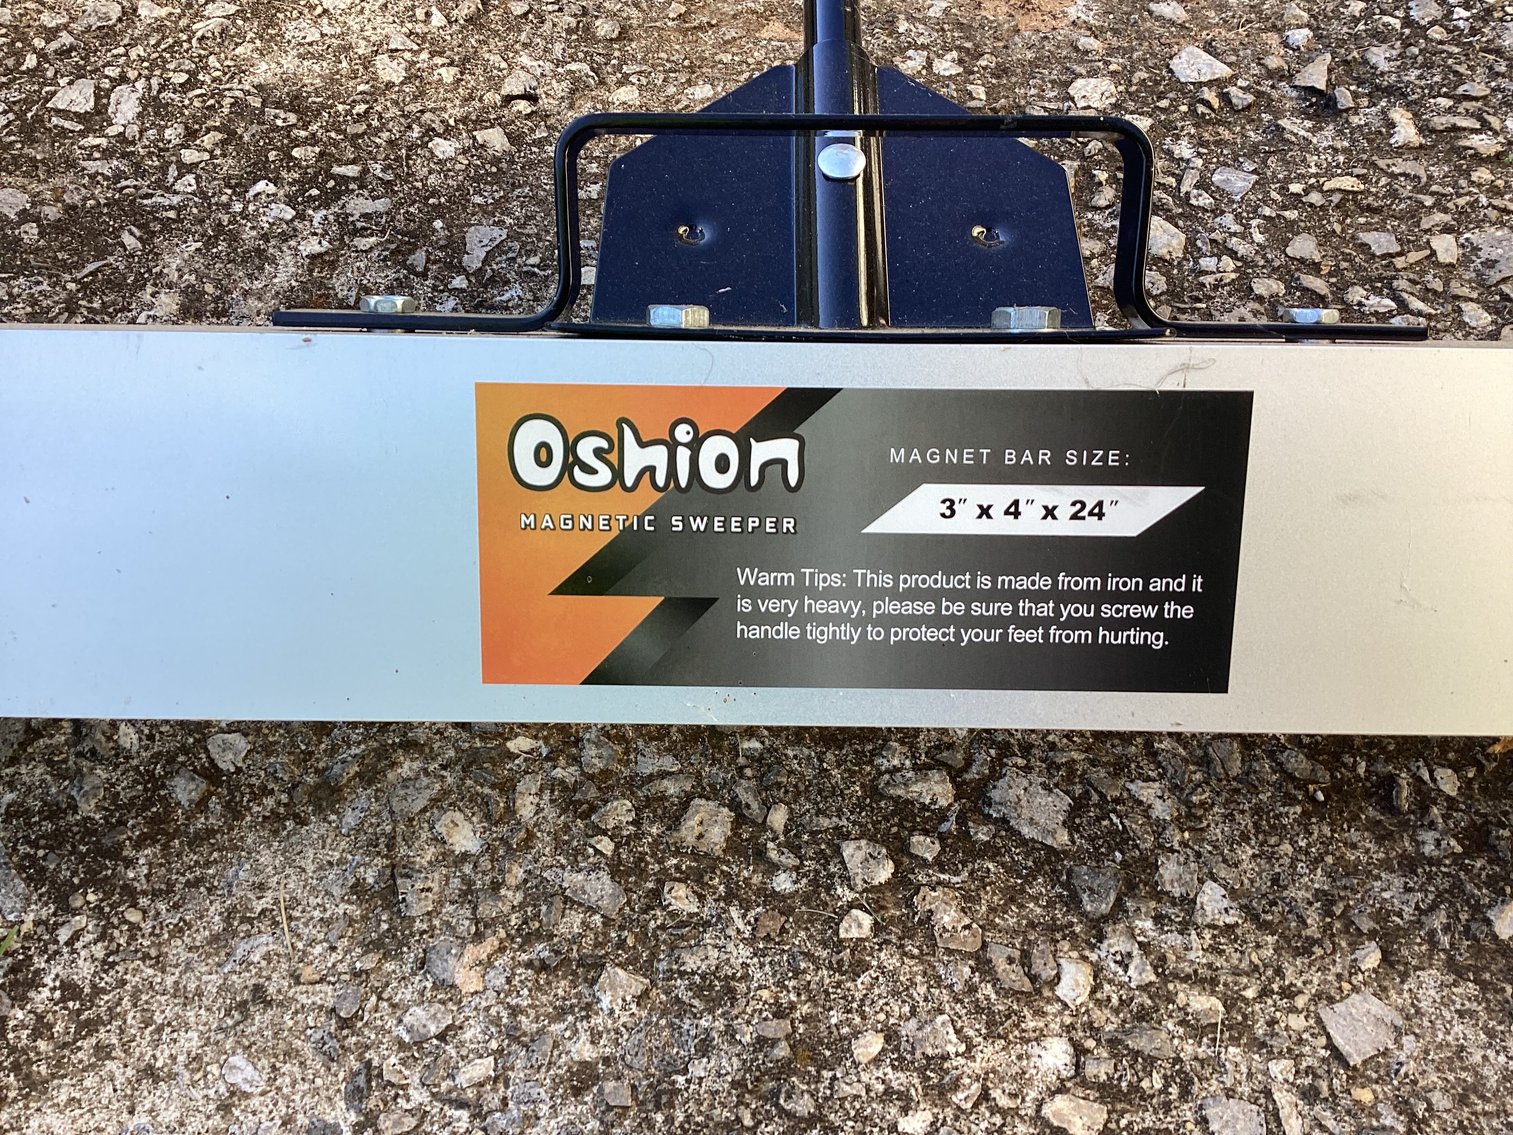 Oshion
MAGNETIC SWEEPER
MAGNET BAR SIZE:
3″ x 4″ x 24″
Warm Tips: This product is made from iron and it
is very heavy, please be sure that you screw the
handle tightly to protect your feet from hurting.